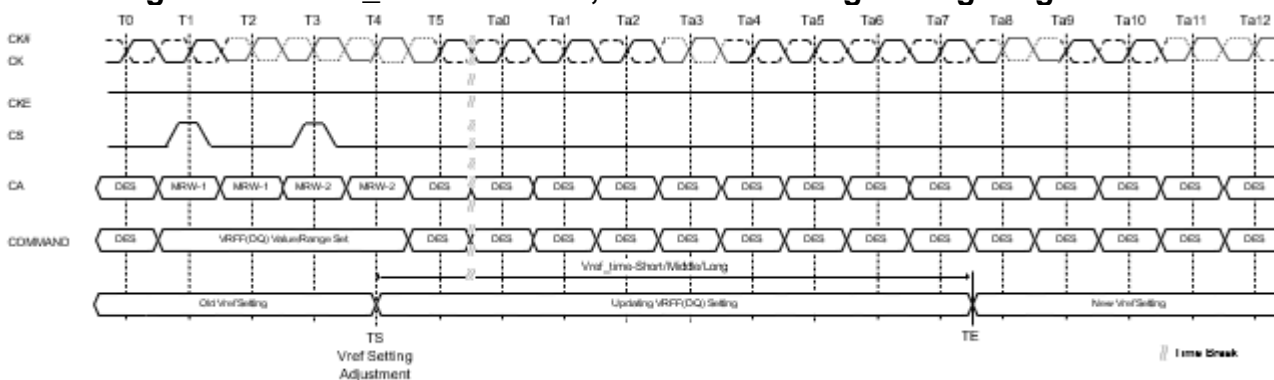 T0 T1 T2 T3 T4 T5 Ta0 Ta1 Ta2 Ta3 Ta4 Ta5 Ta6 Ta7 Ta8 Ta9 Ta10 Ta11 Ta12
CK
CKE
CS
CA DES MRW-1 MRW-1 MRW-2 MRW-2 DES DES DES DES DES DES DES DES DES DES DES DES DES DES
COMMAND DES VRFF(DQ) Value/Range Set DES DES DES DES DES DES DES DES DES DES DES DES DES DES
Vref_time-Short/Middle/Long
Old Vref Setting Updating VRFF(DQ) Setting New Vref Setting
TS TE
Vref Setting Time Break
Adjustment